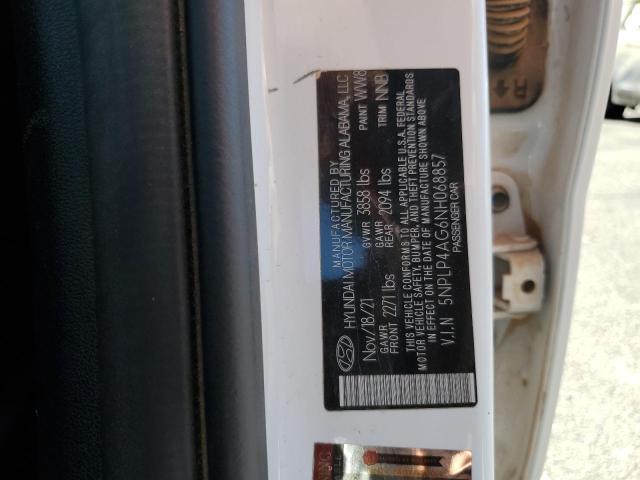 MANUFACTURED BY
HYUNDAI MOTOR MANUFACTURING ALABAMA, LLC
Nov/18/21 GVWR 3858 lbs PAINT WW8
GAWR FRONT 2271 lbs GAWR REAR 2094 lbs TRIM NNB
THIS VEHICLE CONFORMS TO ALL APPLICABLE U.S.A. FEDERAL
MOTOR VEHICLE SAFETY, BUMPER, AND THEFT PREVENTION STANDARDS
IN EFFECT ON THE DATE OF MANUFACTURE SHOWN ABOVE
V.I.N 5NPLP4AG6NH068857
PASSENGER CAR
R